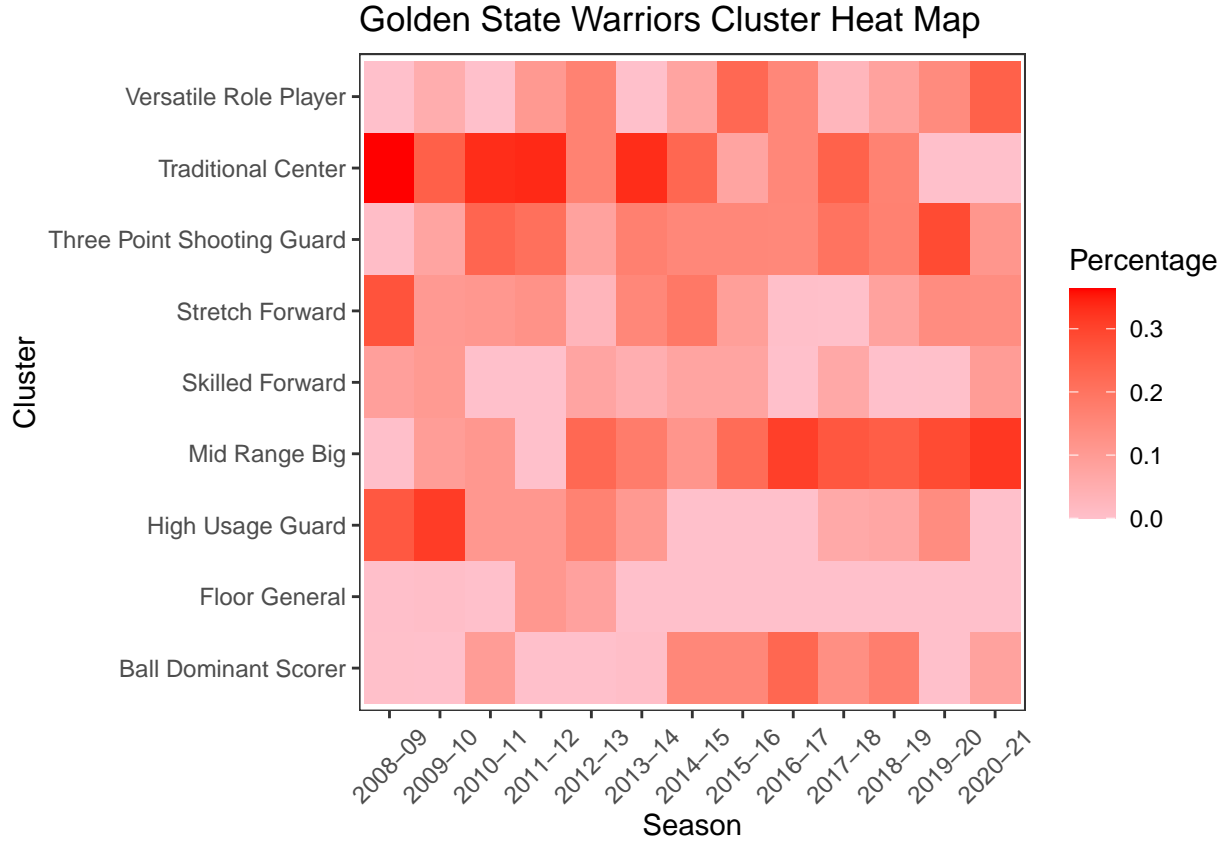 Golden State Warriors Cluster Heat Map
Cluster
Versatile Role Player
Traditional Center
Three Point Shooting Guard
Stretch Forward
Skilled Forward
Mid Range Big
High Usage Guard
Floor General
Ball Dominant Scorer
2008−09
2009−10
2010−11
2011−12
2012−13
2013−14
2014−15
2015−16
2016−17
2017−18
2018−19
2019−20
2020−21
Season
Percentage
0.3
0.2
0.1
0.0